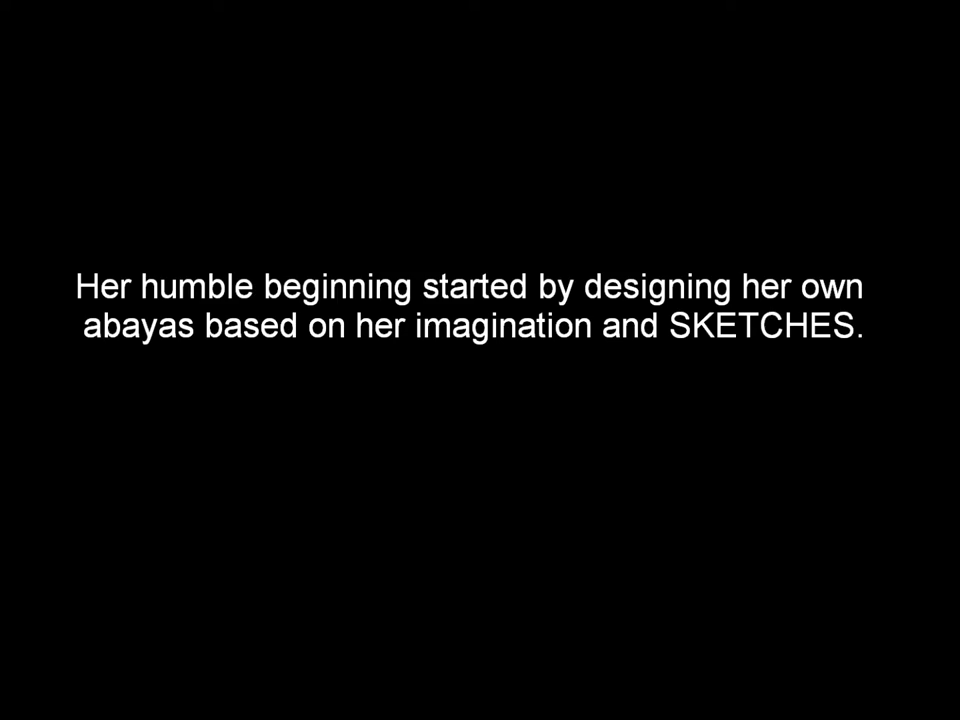 Her humble beginning started by designing her own
abayas based on her imagination and SKETCHES.